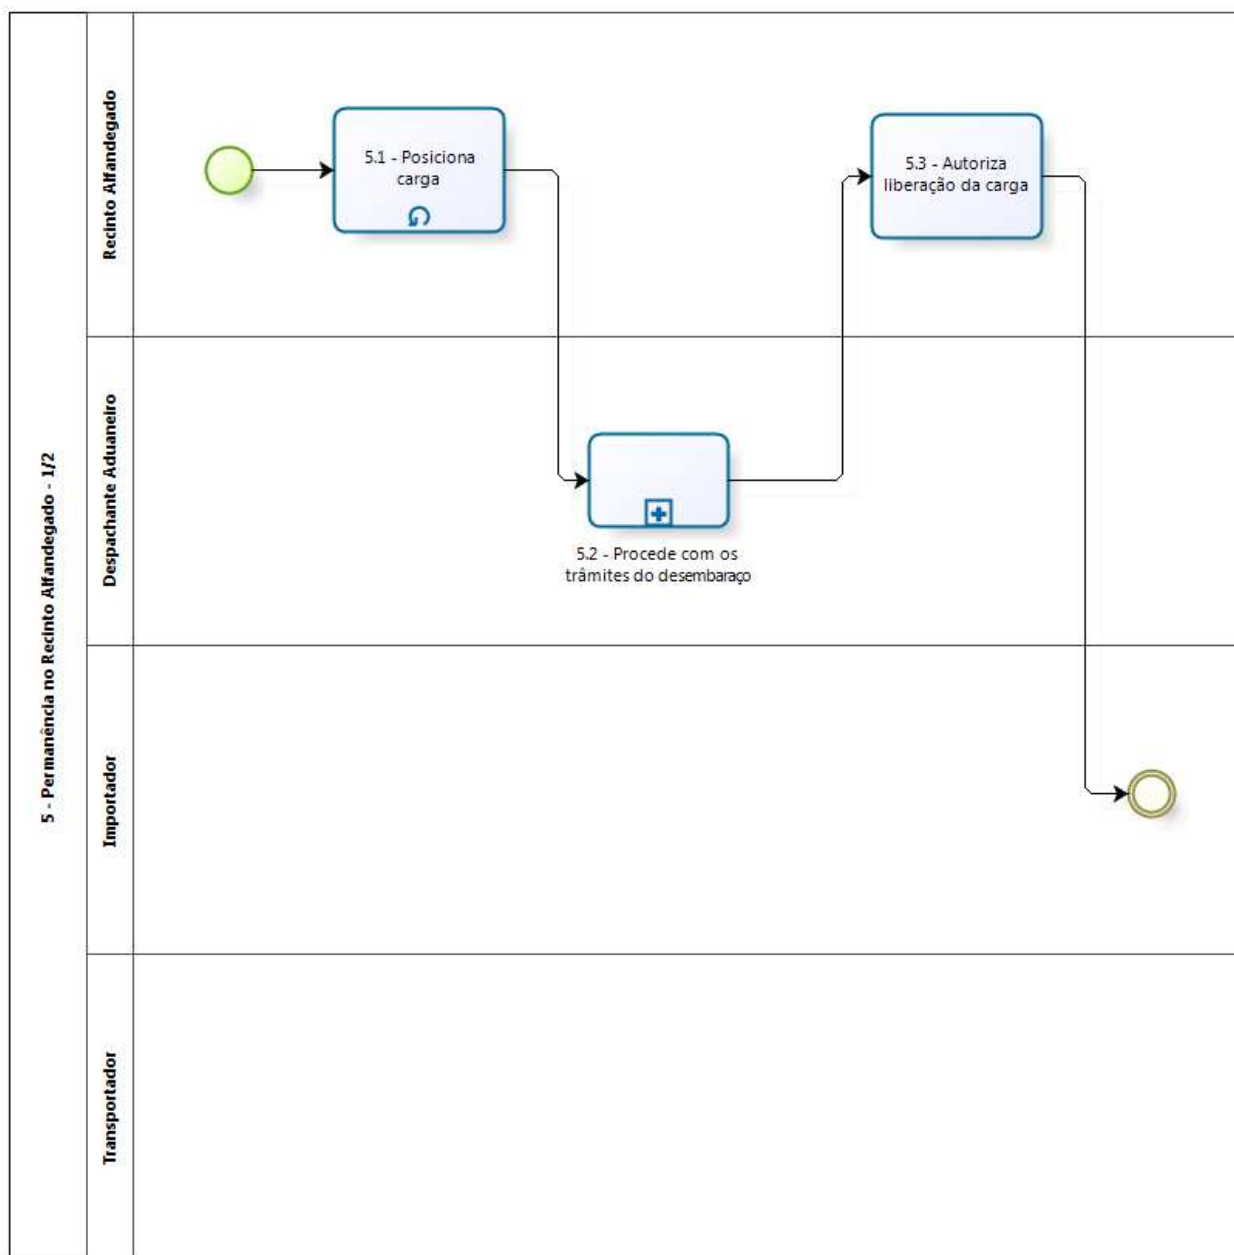 5 - Permanência no Recinto Alfandegado - 1/2
Recinto Alfandegado
5.1 - Posiciona
carga
5.3 - Autoriza
liberação da carga
Despachante Aduaneiro
5.2 - Procede com os
trâmites do desembaraço
Importador
Transportador